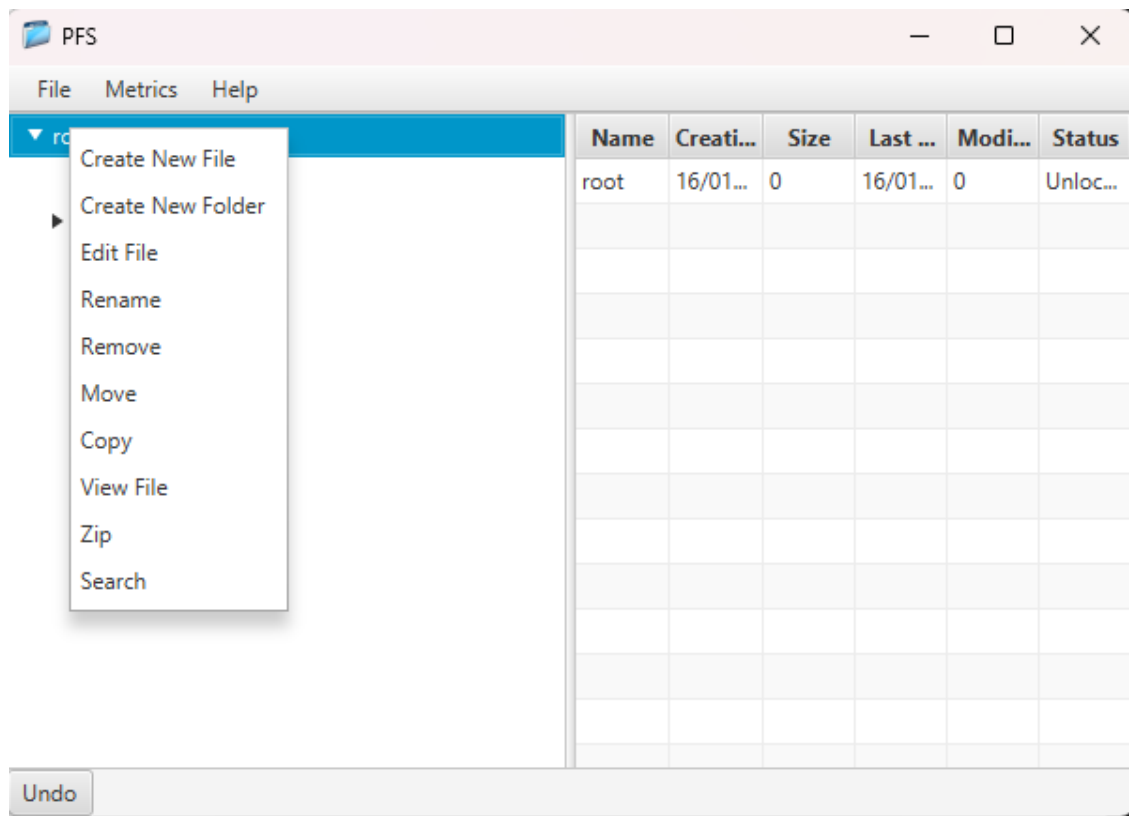 PFS
File Metrics Help
Name Creati... Size Last ... Modi... Status
root 16/01... 0 16/01... 0 Unloc...
Create New File
Create New Folder
Edit File
Rename
Remove
Move
Copy
View File
Zip
Search
Undo